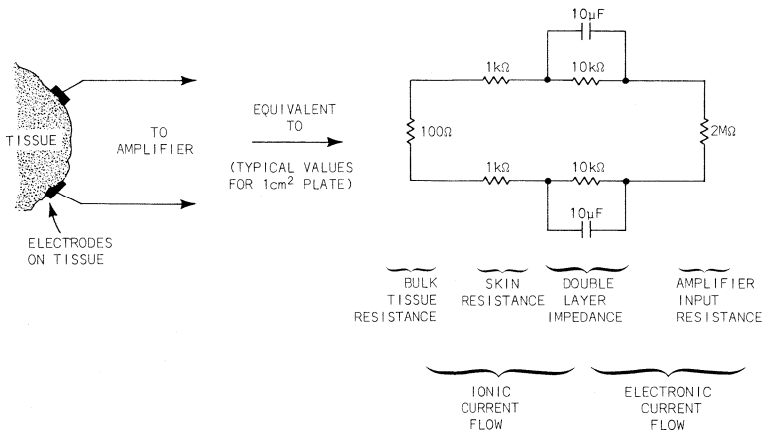 TISSUE
TO
AMPLIFIER
ELECTRODES
ON TISSUE
EQUIVALENT
TO
(TYPICAL VALUES
FOR 1cm² PLATE)
10μF
1kΩ
10kΩ
100Ω
2MΩ
1kΩ
10kΩ
10μF
BULK
TISSUE
RESISTANCE
SKIN
RESISTANCE
DOUBLE
LAYER
IMPEDANCE
AMPLIFIER
INPUT
RESISTANCE
IONIC
CURRENT
FLOW
ELECTRONIC
CURRENT
FLOW